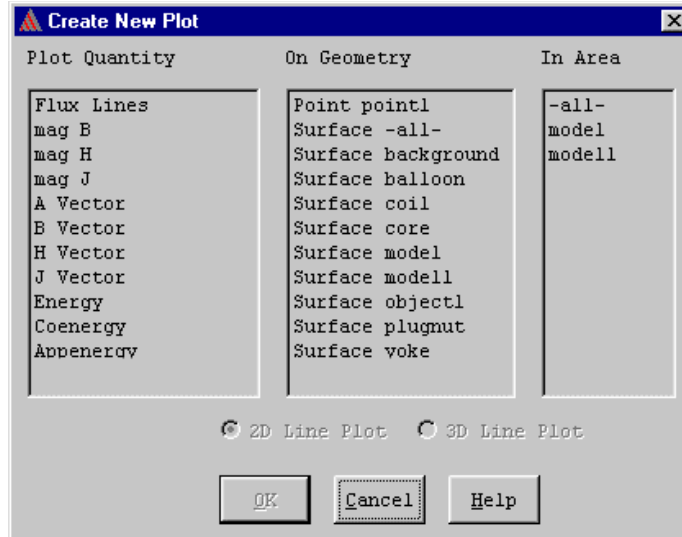 Create New Plot
Plot Quantity
On Geometry
In Area
Flux Lines
mag B
mag H
mag J
A Vector
B Vector
H Vector
J Vector
Energy
Coenergy
Appenergy
Point point1
Surface -all-
Surface background
Surface balloon
Surface coil
Surface core
Surface model
Surface model1
Surface object1
Surface plugnut
Surface yoke
-all-
model
model1
2D Line Plot
3D Line Plot
OK
Cancel
Help